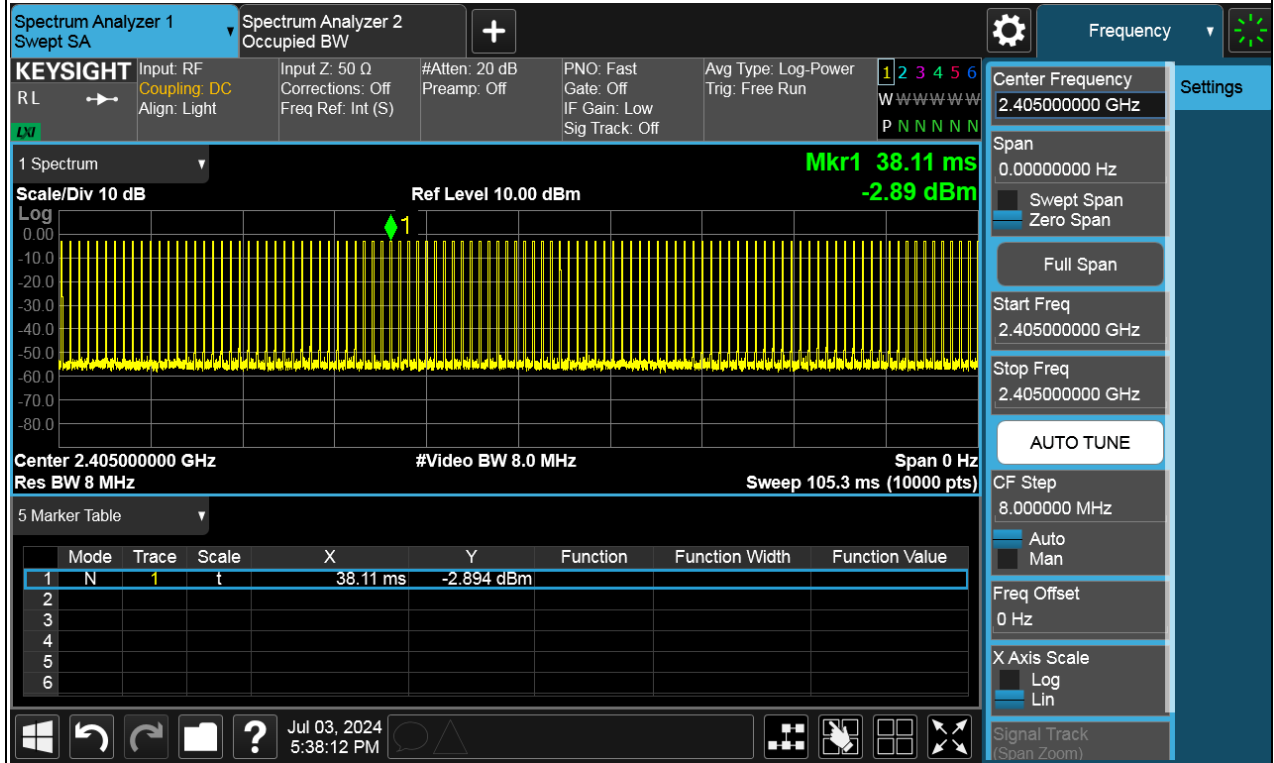 Spectrum Analyzer 1
Swept SA
Spectrum Analyzer 2
Occupied BW
Frequency
KEYSIGHT
R L
LXI
Input: RF
Coupling: DC
Align: Light
Input Z: 50 Ω
Corrections: Off
Freq Ref: Int (S)
#Atten: 20 dB
Preamp: Off
PNO: Fast
Gate: Off
IF Gain: Low
Sig Track: Off
Avg Type: Log-Power
Trig: Free Run
1 2 3 4 5 6
W W W W W W
P N N N N N
1 Spectrum
Mkr1 38.11 ms
-2.89 dBm
Scale/Div 10 dB
Ref Level 10.00 dBm
Log
1
0.00
-10.0
-20.0
-30.0
-40.0
-50.0
-60.0
-70.0
-80.0
Center 2.405000000 GHz
#Video BW 8.0 MHz
Span 0 Hz
Res BW 8 MHz
Sweep 105.3 ms (10000 pts)
5 Marker Table
Mode Trace Scale X Y Function Function Width Function Value
1 N 1 t 38.11 ms -2.894 dBm
2
3
4
5
6
?
Jul 03, 2024
5:38:12 PM
Center Frequency
2.405000000 GHz
Settings
Span
0.00000000 Hz
Swept Span
Zero Span
Full Span
Start Freq
2.405000000 GHz
Stop Freq
2.405000000 GHz
AUTO TUNE
CF Step
8.000000 MHz
Auto
Man
Freq Offset
0 Hz
X Axis Scale
Log
Lin
Signal Track
(Span Zoom)